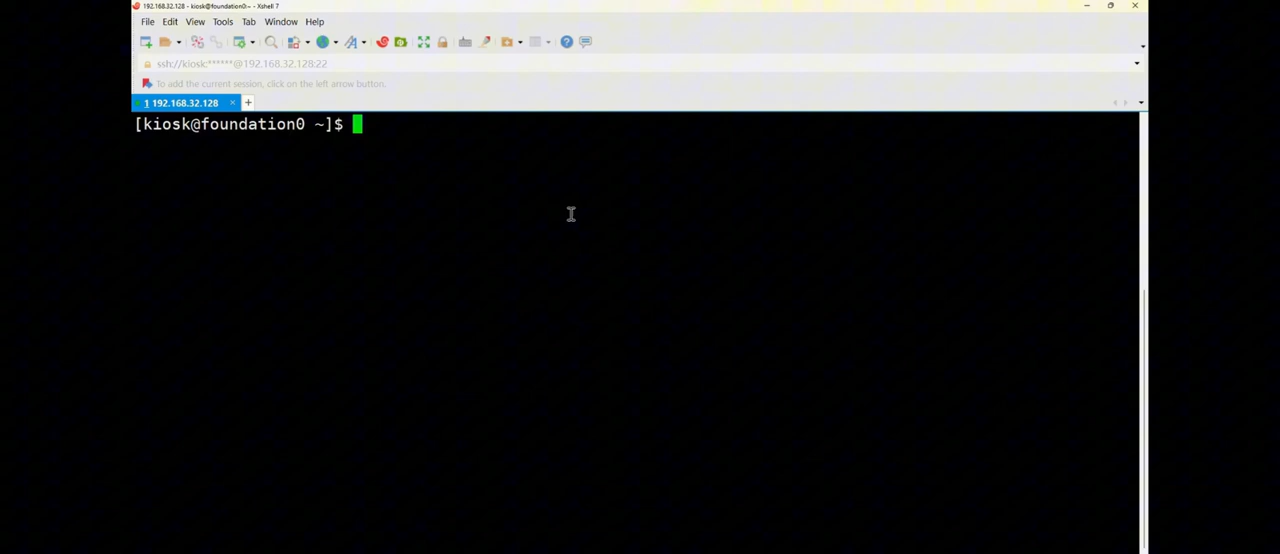 192.168.32.128 - kiosk@foundation0:~ - Xshell 7
File Edit View Tools Tab Window Help
ssh://kiosk:******@192.168.32.128:22
To add the current session, click on the left arrow button.
1 192.168.32.128
[kiosk@foundation0 ~]$